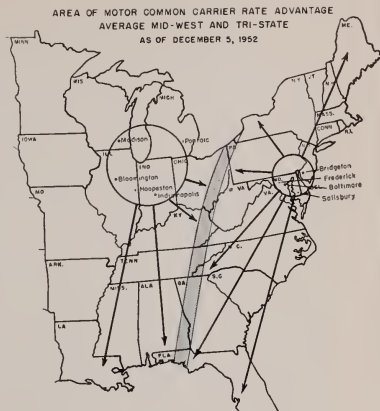 AREA OF MOTOR COMMON CARRIER RATE ADVANTAGE
AVERAGE MID-WEST AND TRI-STATE
AS OF DECEMBER 5, 1952
ME.
MINN
VT.
WIS
MICH
MASS.
CONN
R.I.
Madison
Pontiac
IOWA
ILL
IND
OHIO
PA
Bridgeton
MD.
Frederick
Bloomington
Baltimore
Hoopeston
Indianapolis
VA
VA.
Salisbury
MO
KY
TENN
C.
ARK.
S.C
MISS.
ALA
GA.
LA
FLA